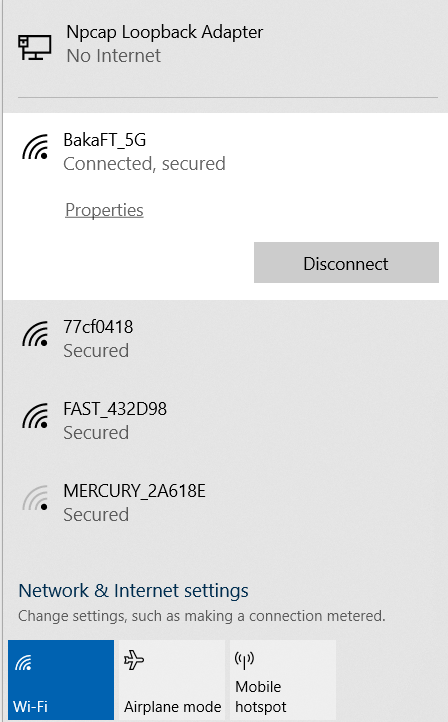 Npcap Loopback Adapter
No Internet
BakaFT_5G
Connected, secured
Properties
Disconnect
77cf0418
Secured
FAST_432D98
Secured
MERCURY_2A618E
Secured
Network & Internet settings
Change settings, such as making a connection metered.
Wi-Fi
Airplane mode
Mobile
hotspot